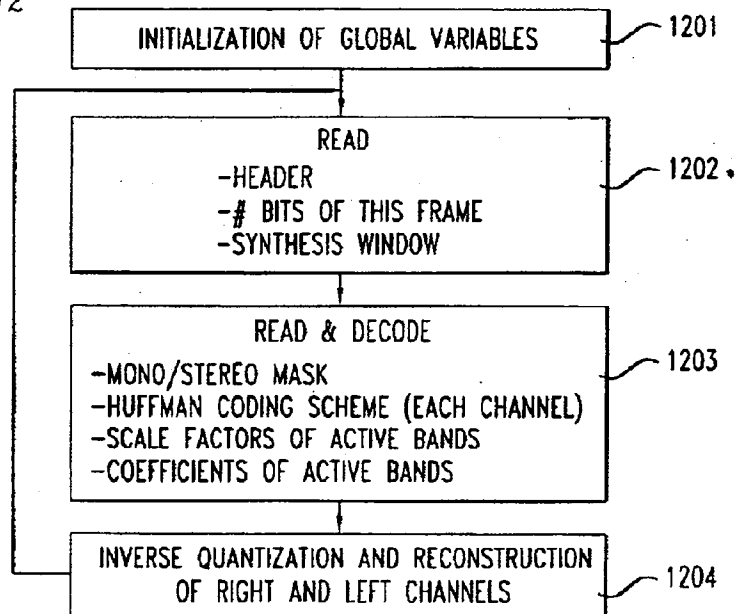 INITIALIZATION OF GLOBAL VARIABLES
1201
READ
-HEADER
-# BITS OF THIS FRAME
-SYNTHESIS WINDOW
1202
READ & DECODE
-MONO/STEREO MASK
-HUFFMAN CODING SCHEME (EACH CHANNEL)
-SCALE FACTORS OF ACTIVE BANDS
-COEFFICIENTS OF ACTIVE BANDS
1203
INVERSE QUANTIZATION AND RECONSTRUCTION
OF RIGHT AND LEFT CHANNELS
1204